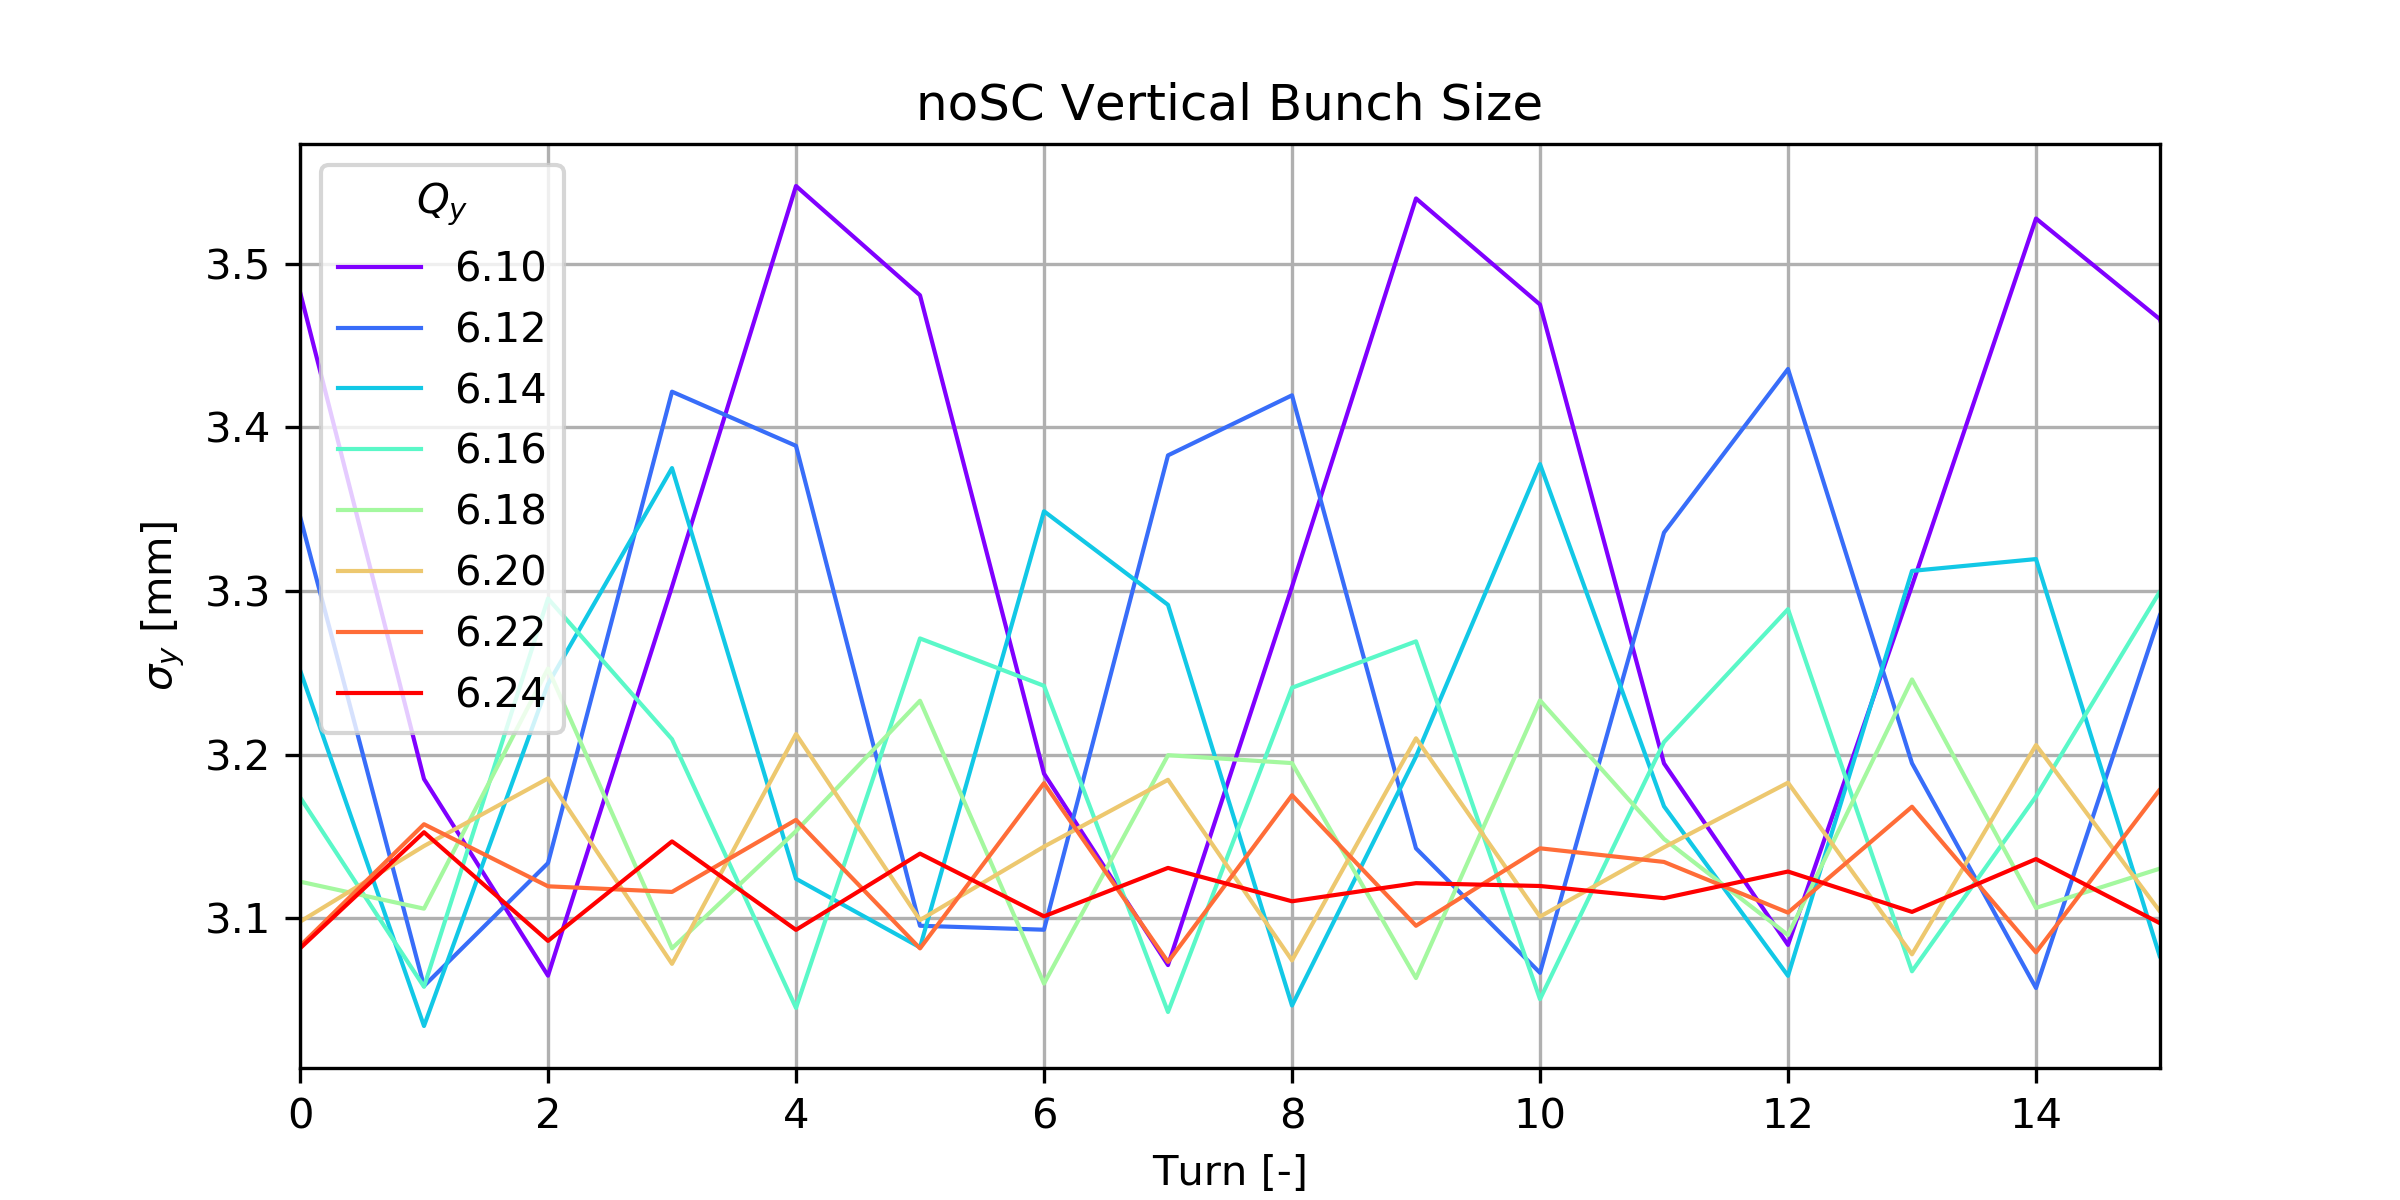 noSC Vertical Bunch Size
Q_y
6.10
6.12
6.14
6.16
6.18
6.20
6.22
6.24
σ_y [mm]
3.5
3.4
3.3
3.2
3.1
0 2 4 6 8 10 12 14
Turn [-]